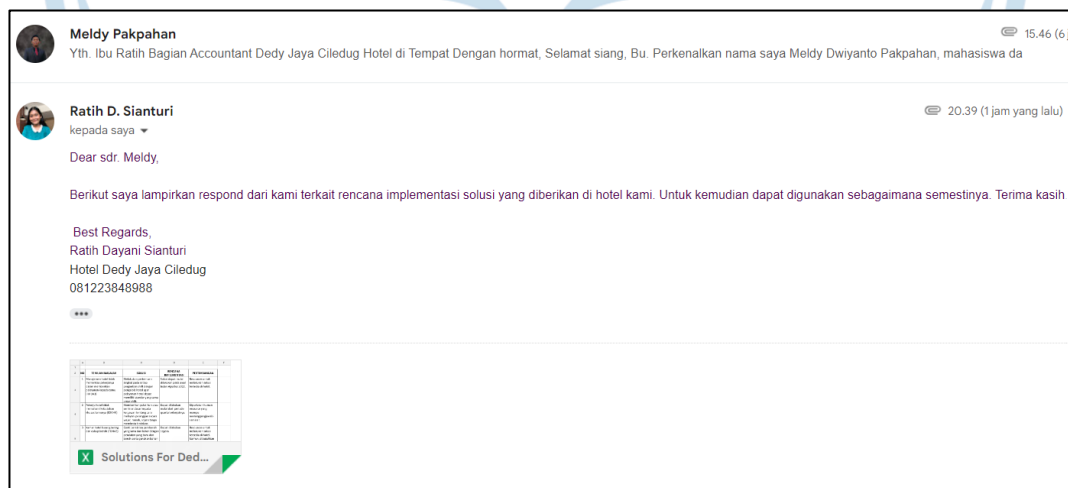 Meldy Pakpahan
15.46 (6 j
Yth. Ibu Ratih Bagian Accountant Dedy Jaya Ciledug Hotel di Tempat Dengan hormat, Selamat siang, Bu. Perkenalkan nama saya Meldy Dwiyanto Pakpahan, mahasiswa da
Ratih D. Sianturi
20.39 (1 jam yang lalu)
kepada saya
Dear sdr. Meldy,
Berikut saya lampirkan respond dari kami terkait rencana implementasi solusi yang diberikan di hotel kami. Untuk kemudian dapat digunakan sebagaimana semestinya. Terima kasih
Best Regards,
Ratih Dayani Sianturi
Hotel Dedy Jaya Ciledug
081223848988
X Solutions For Ded...